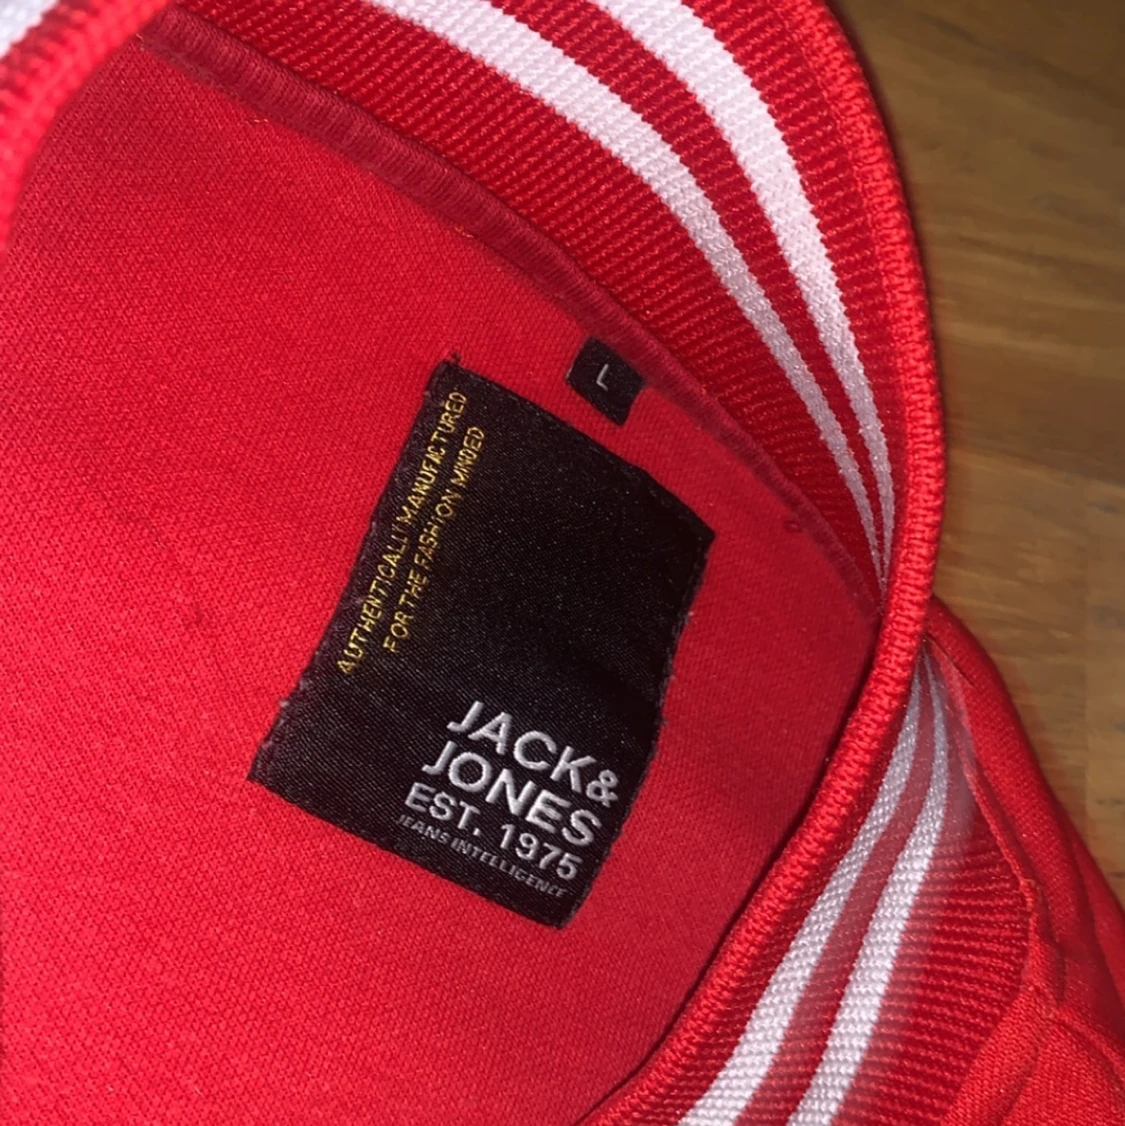 L
AUTHENTICALLY MANUFACTURED
FOR THE FASHION MINDED
JACK&
JONES
EST. 1975
JEANS INTELLIGENCE